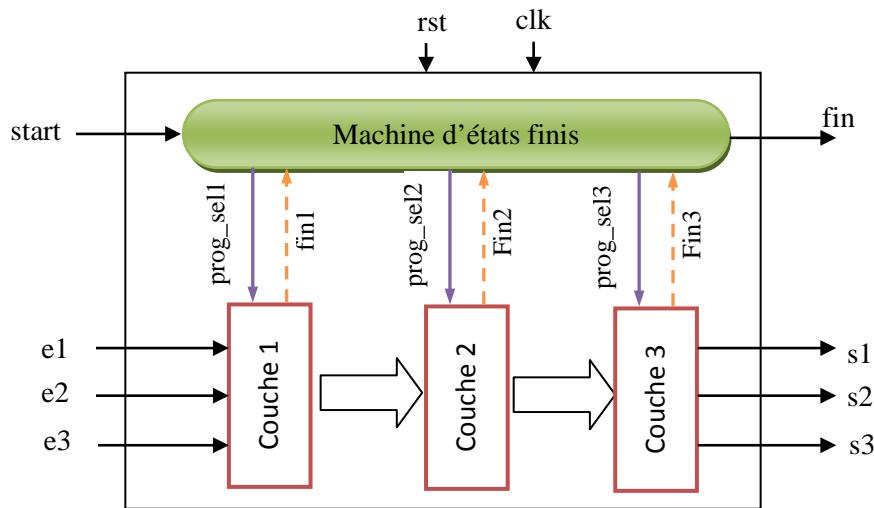 rst
clk
start
Machine d'états finis
fin
prog_sel1
fin1
prog_sel2
Fin2
prog_sel3
Fin3
e1
e2
e3
Couche 1
Couche 2
Couche 3
s1
s2
s3